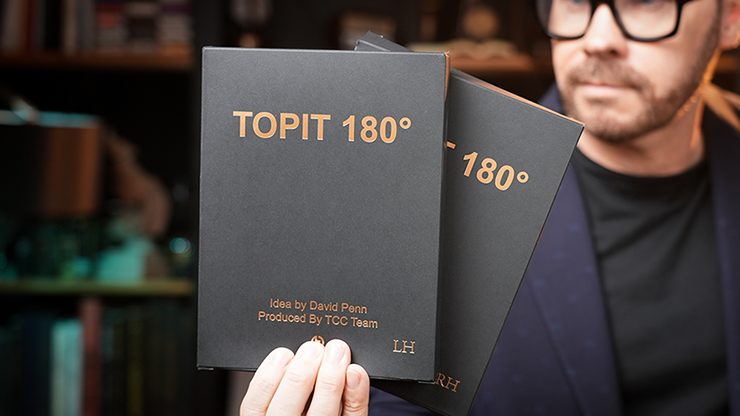 TOPIT 180°
Idea by David Penn
Produced By TCC Team
LH
T 180°
RH